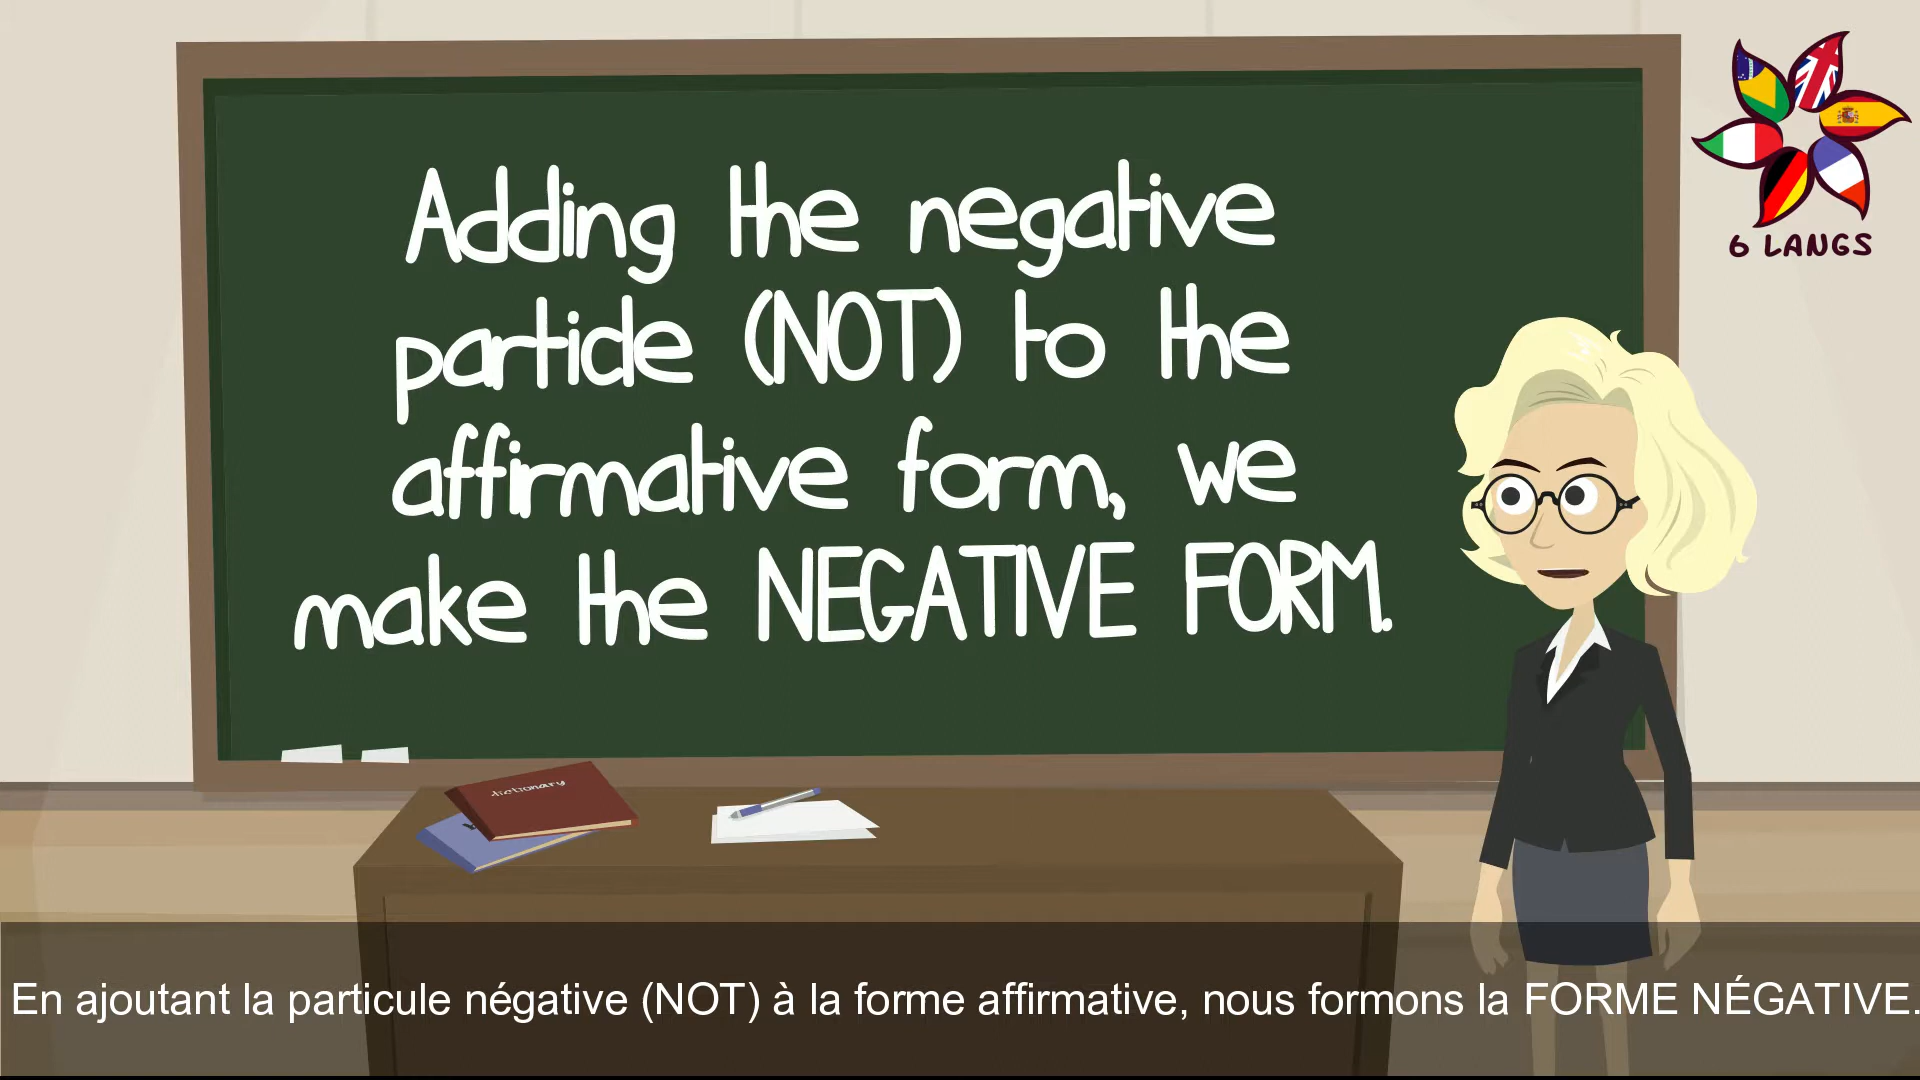 Adding the negative
particle (NOT) to the
affirmative form, we
make the NEGATIVE FORM.
6 LANGS
dictionary
En ajoutant la particule négative (NOT) à la forme affirmative, nous formons la FORME NÉGATIVE.